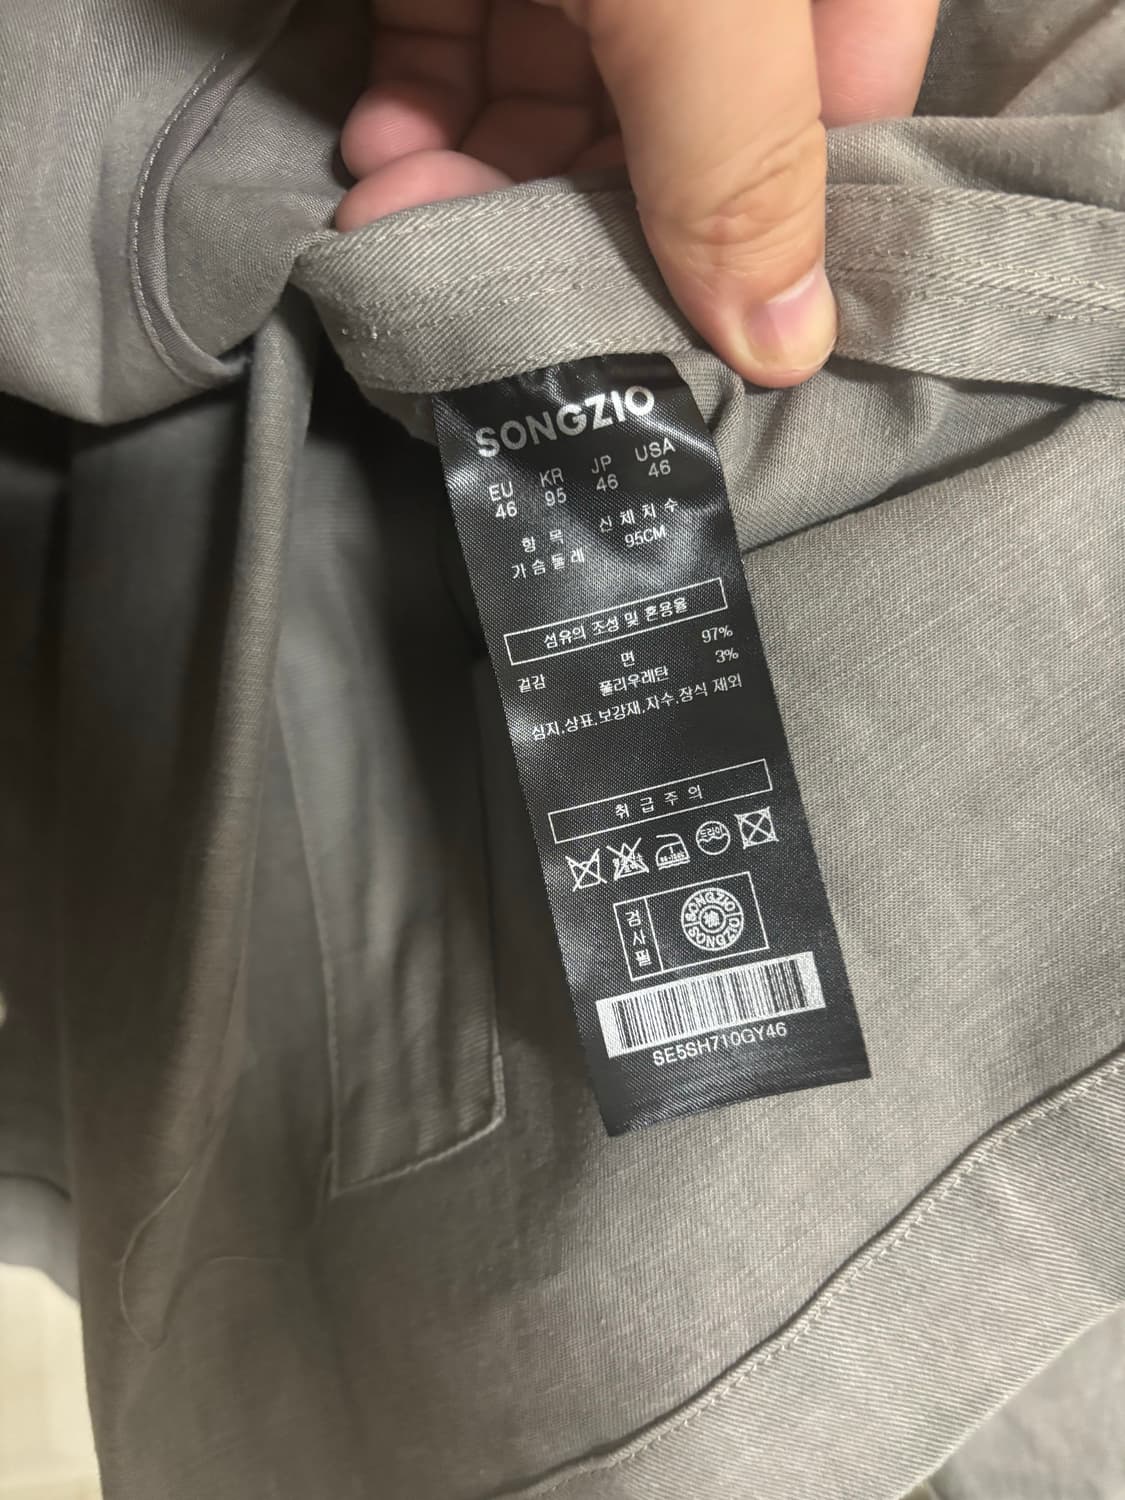 SONGZIO
EU KR JP USA
46 95 46 46
항 목 신 체 치 수
가슴둘레 95CM
섬유의 조성 및 혼용율
겉감 면 97%
폴리우레탄 3%
심지,상표,보강재,자수,장식 제외
취 급 주 의
드라이
검사필
SONGZIO
SONGZIO
SE5SH710GY46